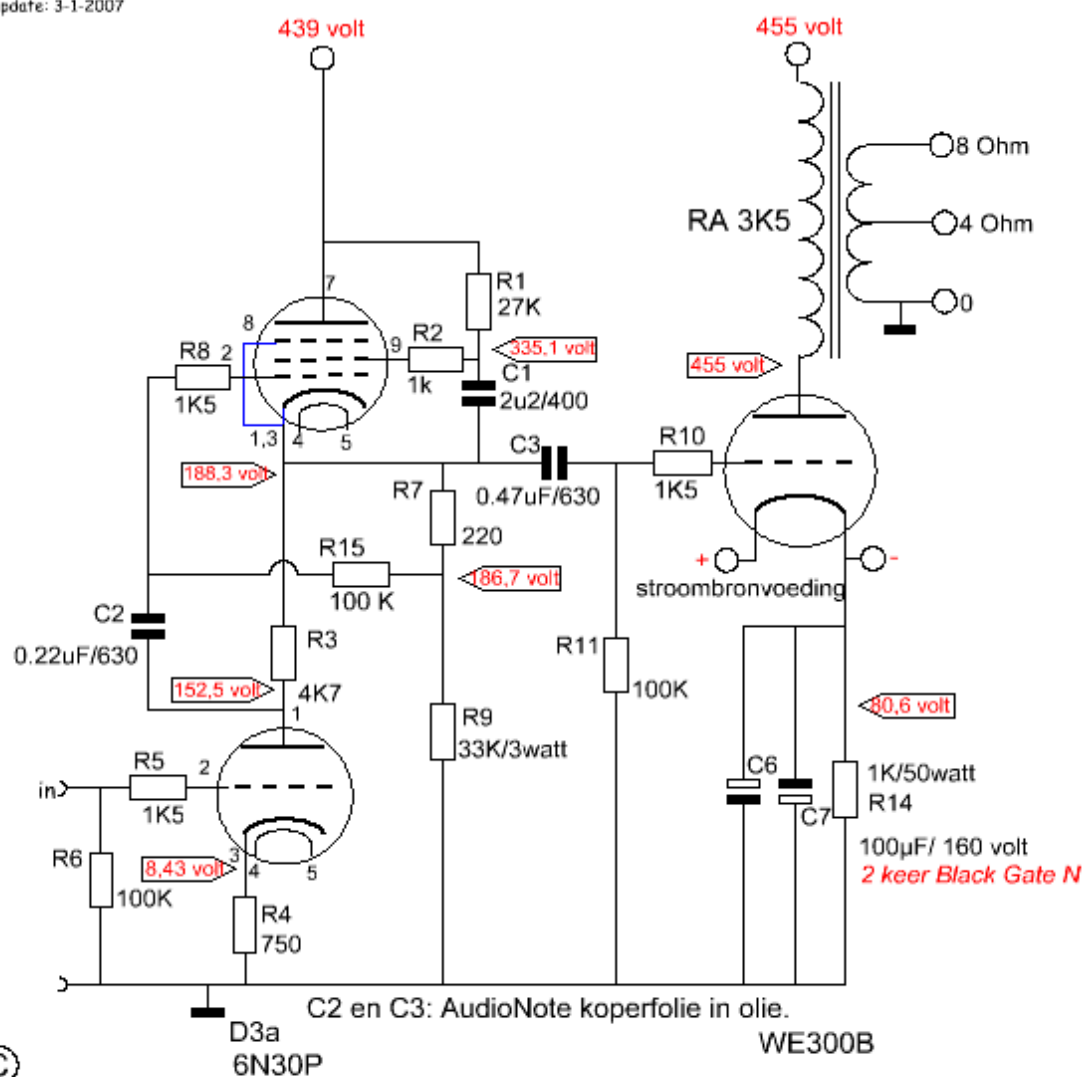 pdate: 3-1-2007
439 volt
455 volt
8 Ohm
4 Ohm
0
RA 3K5
7
8
R1
27K
R2
9
1k
335,1 volt
R8
2
1K5
C1
2u2/400
455 volt
1,3
4
5
188,3 volt
C3
0.47uF/630
R10
1K5
R7
220
R15
100 K
186,7 volt
+
-
stroombronvoeding
C2
0.22uF/630
R3
4K7
152,5 volt
1
R11
100K
R9
33K/3watt
80,6 volt
in
R5
1K5
2
C6
C7
1K/50watt
R14
R6
100K
8,43 volt
3
4
5
100µF/ 160 volt
2 keer Black Gate N
R4
750
C2 en C3: AudioNote koperfolie in olie.
D3a
6N30P
WE300B
C